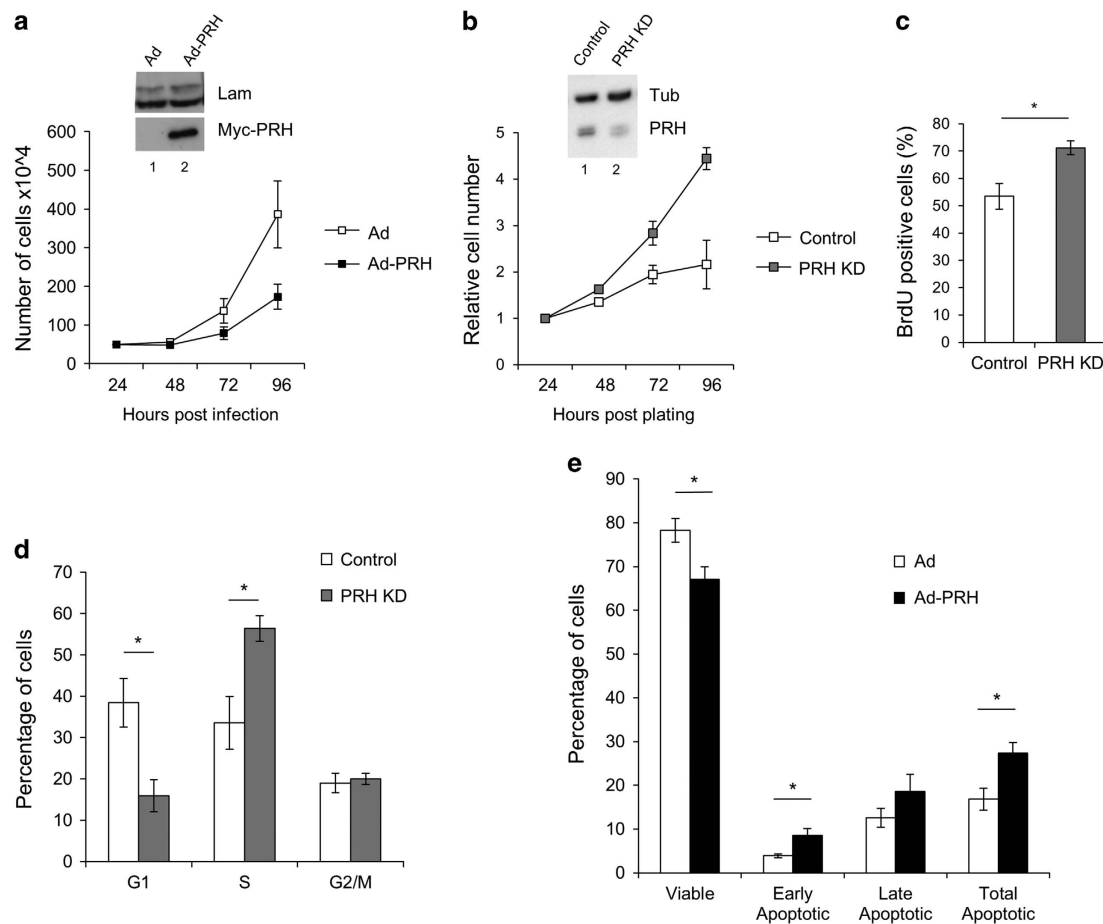 a
Ad
Ad-PRH
Lam
Myc-PRH
1 2
Number of cells x10^4
600
500
400
300
200
100
0
24 48 72 96
Hours post infection
Ad
Ad-PRH
b
Control
PRH KD
Tub
PRH
1 2
Relative cell number
5
4
3
2
1
0
24 48 72 96
Hours post plating
Control
PRH KD
c
*
BrdU positive cells (%)
80
70
60
50
40
30
20
10
0
Control PRH KD
d
Control
PRH KD
Percentage of cells
70
60
50
40
30
20
10
0
*
*
G1 S G2/M
e
Percentage of cells
90
80
70
60
50
40
30
20
10
0
*
*
*
Ad
Ad-PRH
Viable Early Late Total
Apoptotic Apoptotic Apoptotic